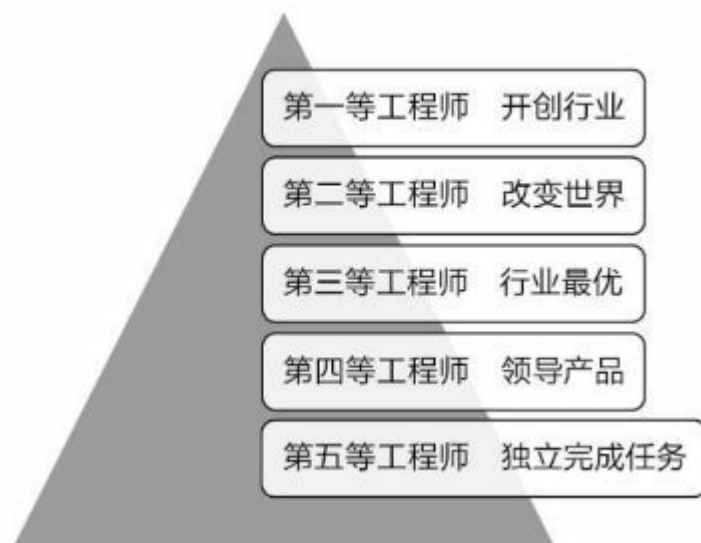 第一等工程师 开创行业
第二等工程师 改变世界
第三等工程师 行业最优
第四等工程师 领导产品
第五等工程师 独立完成任务